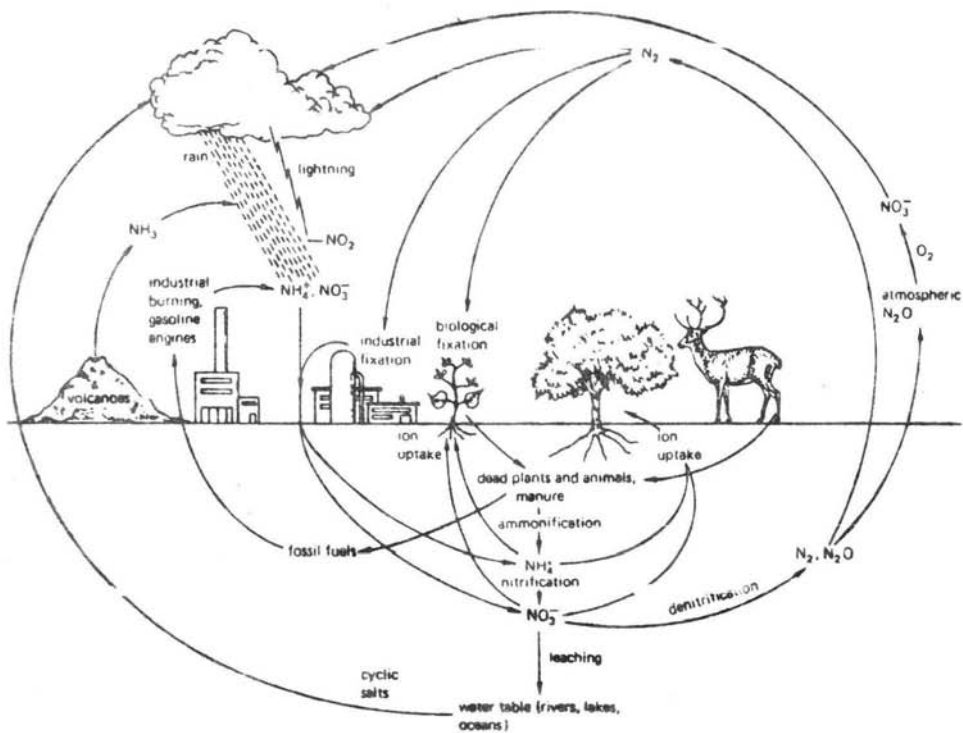 N₂
rain
lightning
NH₃
NO₂
NO₃⁻
O₂
industrial
burning,
gasoline
engines
NH₄⁺, NO₃⁻
atmospheric
N₂O
industrial
fixation
biological
fixation
volcanoes
ion
uptake
ion
uptake
dead plants and animals,
manure
ammonification
fossil fuels
NH₄⁺
N₂, N₂O
nitrification
denitrification
NO₃⁻
leaching
cyclic
salts
water table (rivers, lakes,
oceans)